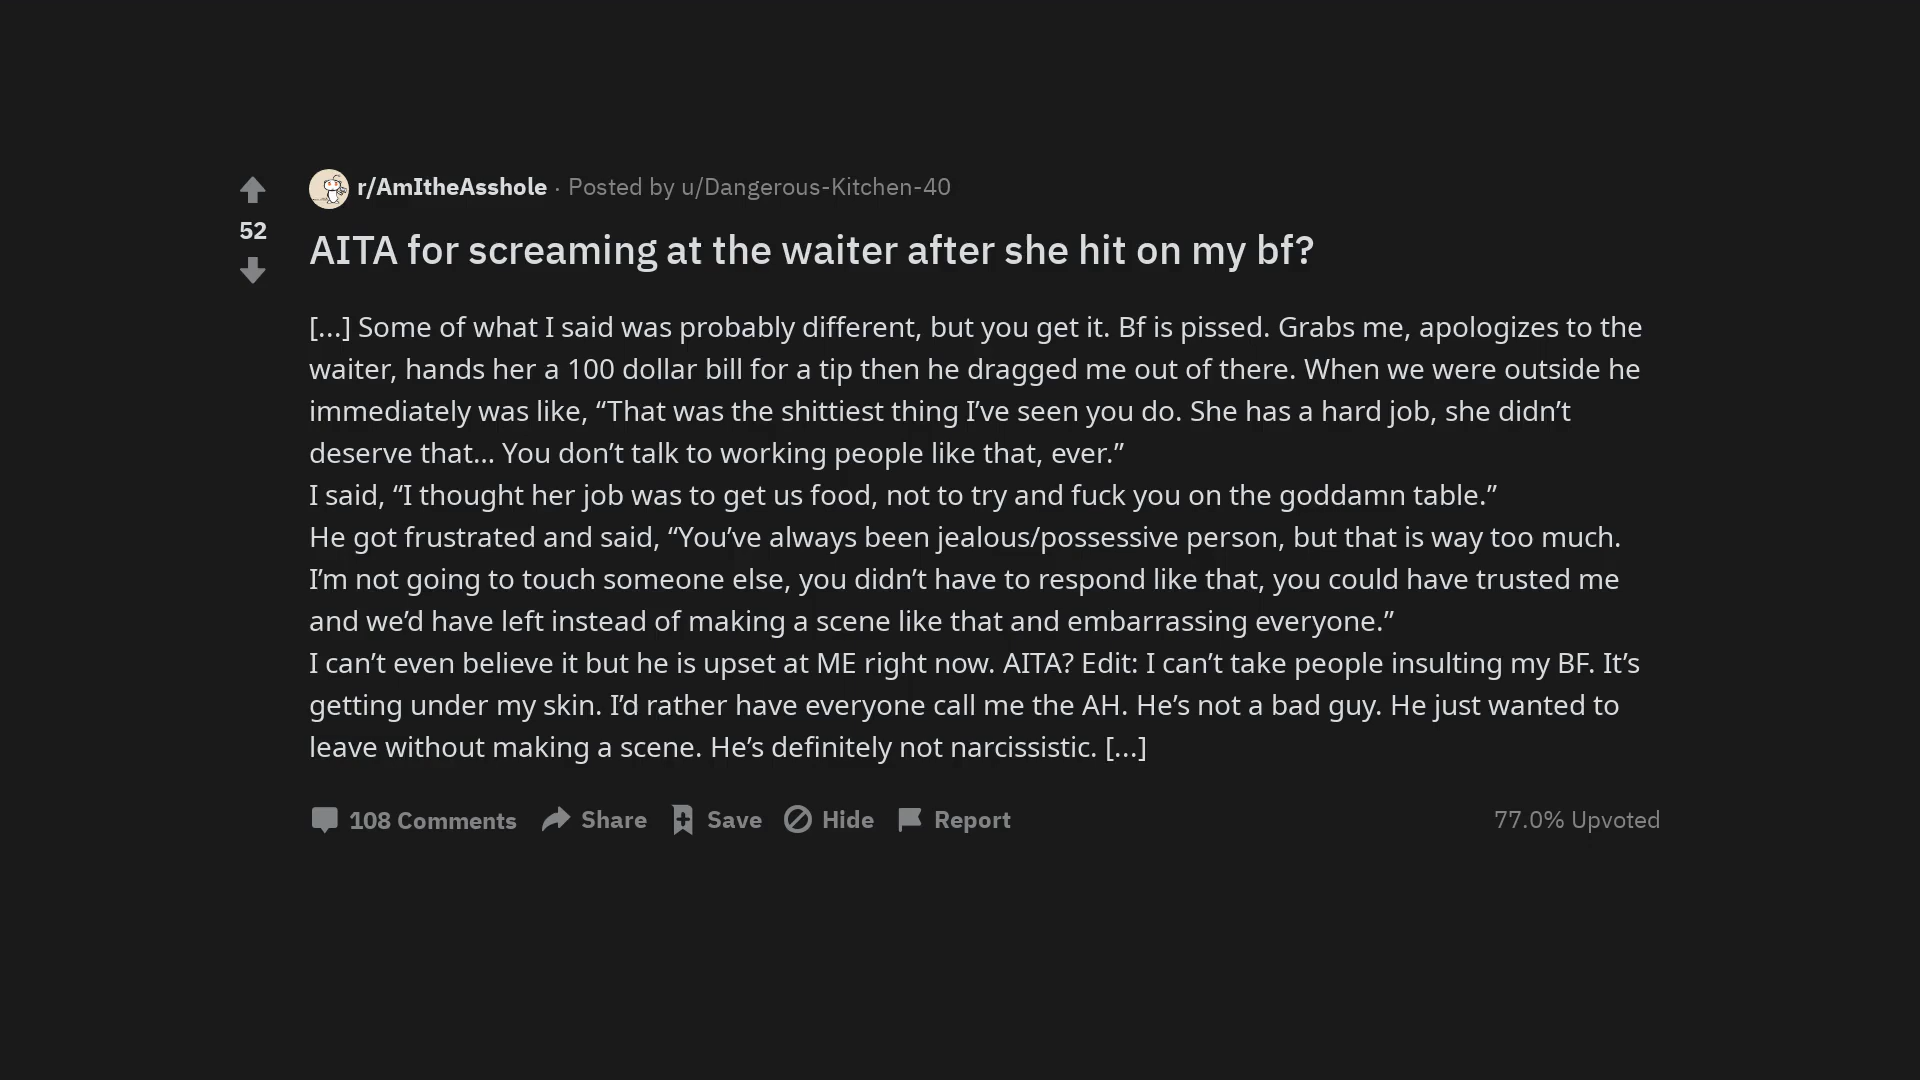 r/AmItheAsshole · Posted by u/Dangerous-Kitchen-40
52
AITA for screaming at the waiter after she hit on my bf?
[...] Some of what I said was probably different, but you get it. Bf is pissed. Grabs me, apologizes to the
waiter, hands her a 100 dollar bill for a tip then he dragged me out of there. When we were outside he
immediately was like, “That was the shittiest thing I’ve seen you do. She has a hard job, she didn’t
deserve that... You don’t talk to working people like that, ever.”
I said, “I thought her job was to get us food, not to try and fuck you on the goddamn table.”
He got frustrated and said, “You’ve always been jealous/possessive person, but that is way too much.
I’m not going to touch someone else, you didn’t have to respond like that, you could have trusted me
and we’d have left instead of making a scene like that and embarrassing everyone.”
I can’t even believe it but he is upset at ME right now. AITA? Edit: I can’t take people insulting my BF. It’s
getting under my skin. I’d rather have everyone call me the AH. He’s not a bad guy. He just wanted to
leave without making a scene. He’s definitely not narcissistic. [...]
108 Comments Share Save Hide Report 77.0% Upvoted